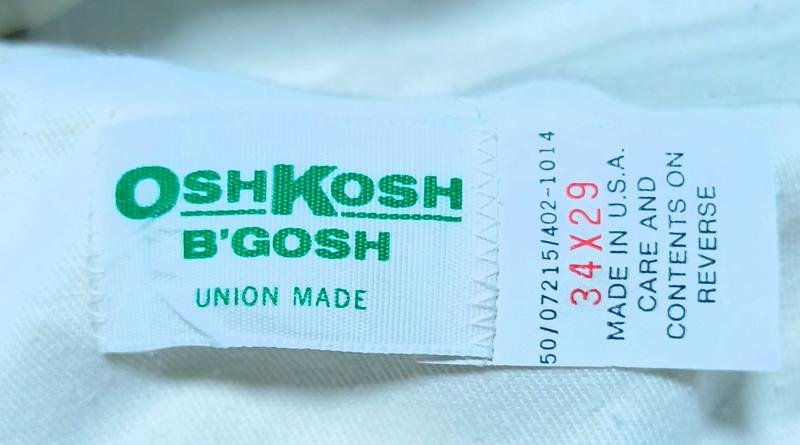 OSHKOSH
B'GOSH
UNION MADE
50/07215/402-1014
34X29
MADE IN U.S.A.
CARE AND
CONTENTS ON
REVERSE